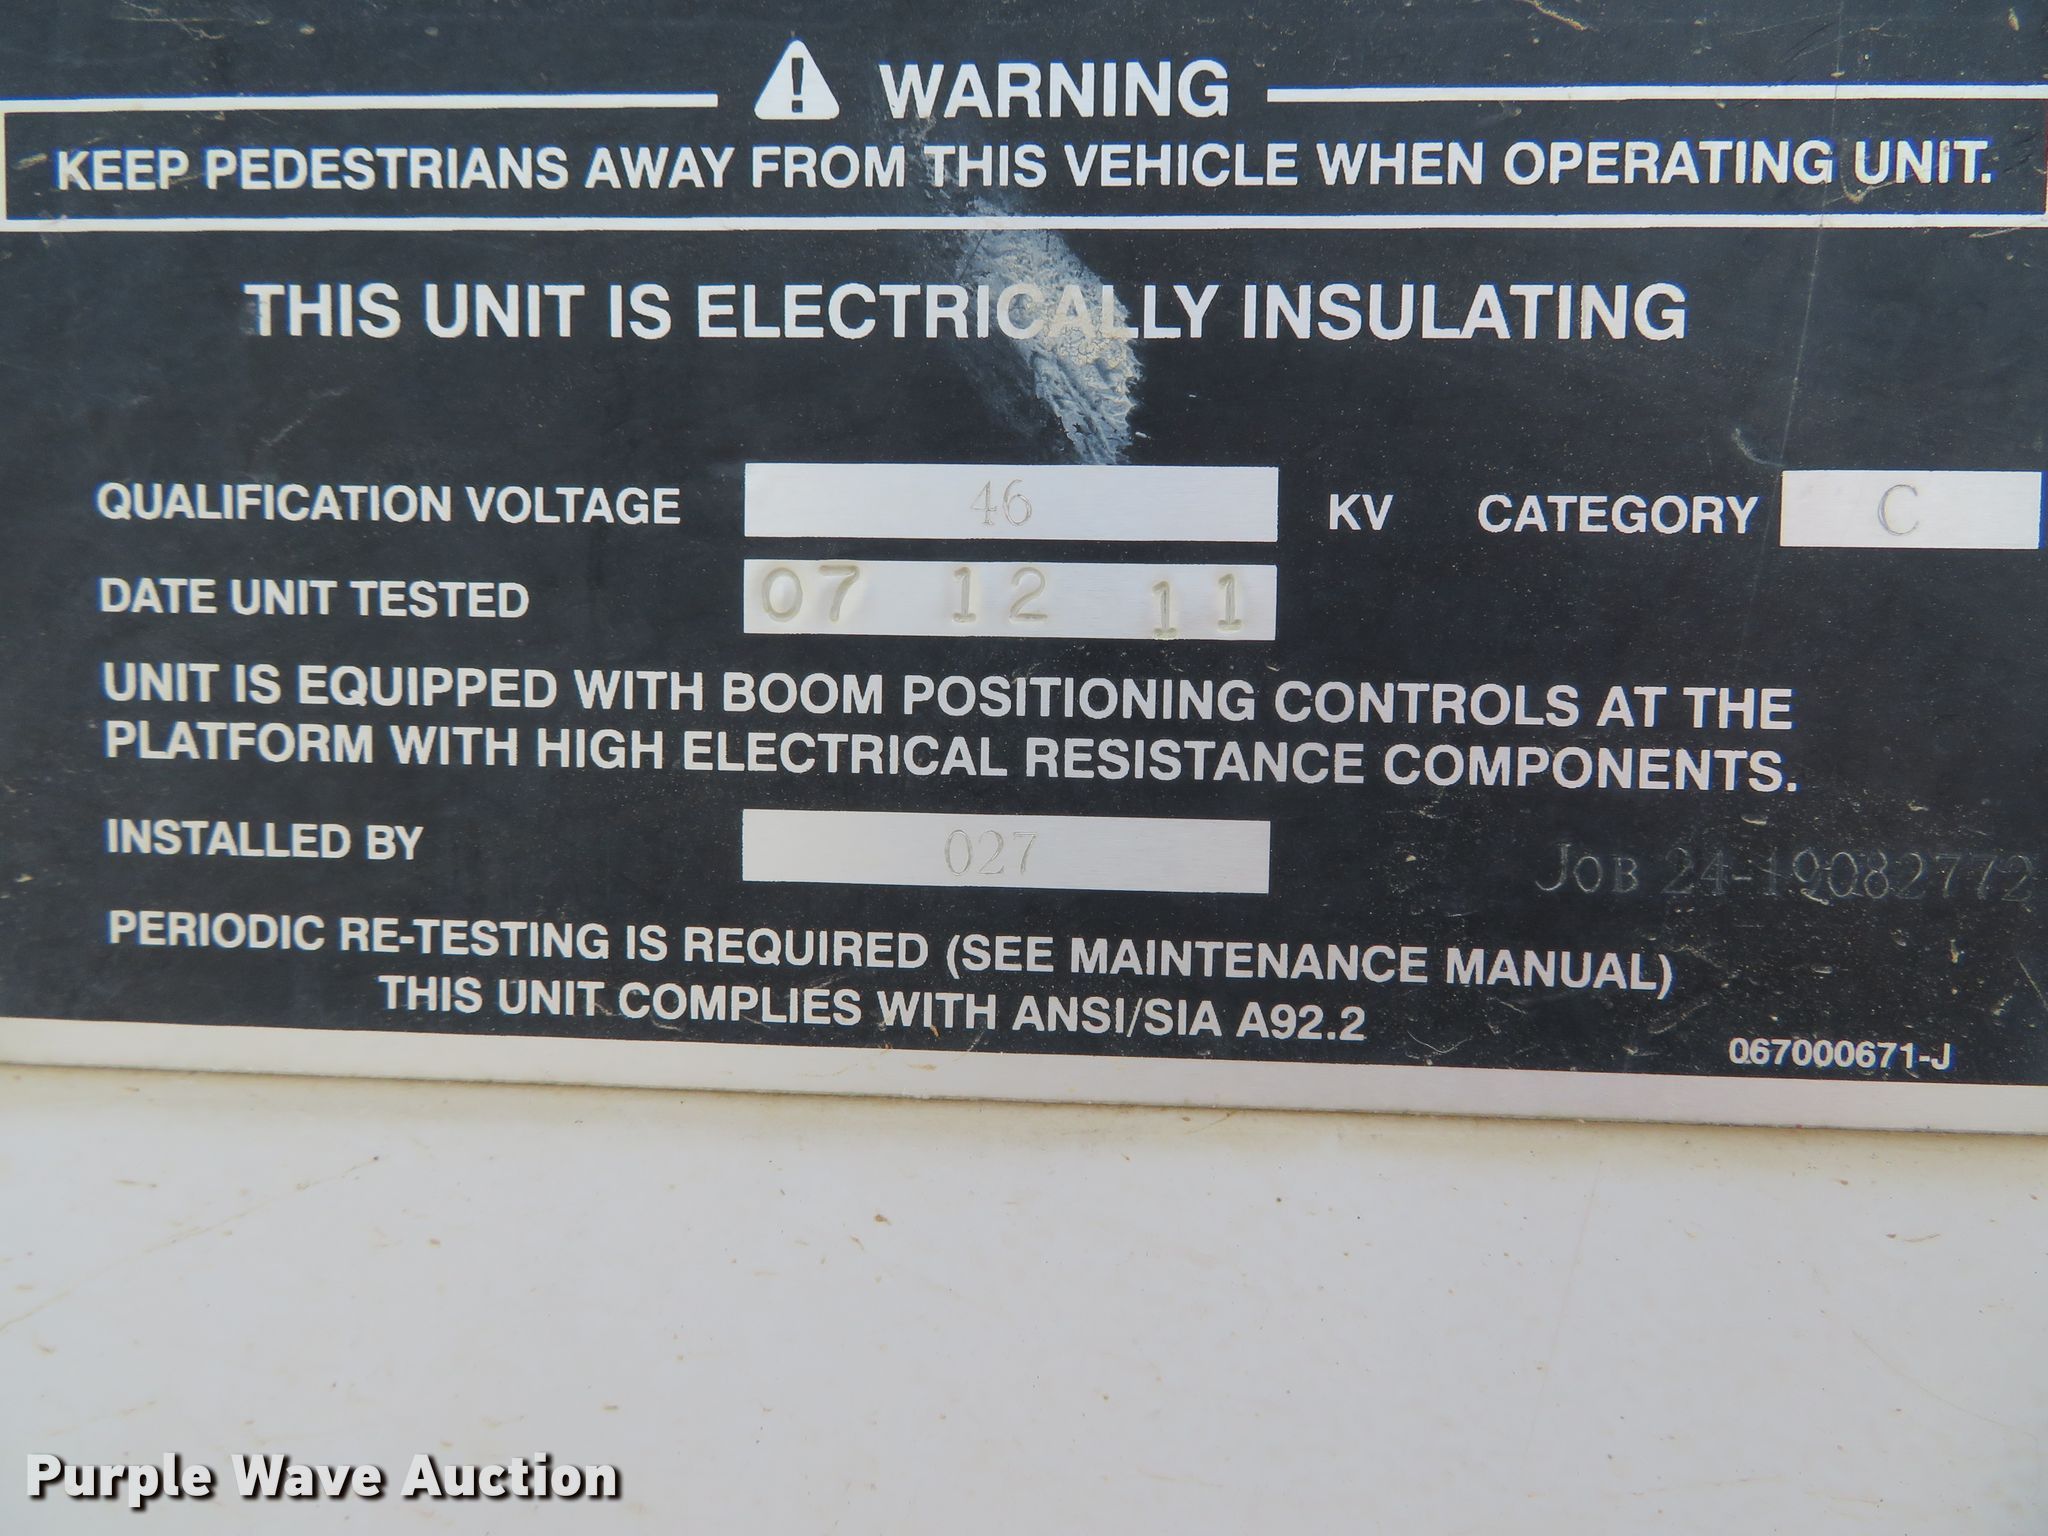 WARNING
KEEP PEDESTRIANS AWAY FROM THIS VEHICLE WHEN OPERATING UNIT.
THIS UNIT IS ELECTRICALLY INSULATING
QUALIFICATION VOLTAGE 46 KV CATEGORY C
DATE UNIT TESTED 07 12 11
UNIT IS EQUIPPED WITH BOOM POSITIONING CONTROLS AT THE
PLATFORM WITH HIGH ELECTRICAL RESISTANCE COMPONENTS.
INSTALLED BY 027
JOB 24-19082772
PERIODIC RE-TESTING IS REQUIRED (SEE MAINTENANCE MANUAL)
THIS UNIT COMPLIES WITH ANSI/SIA A92.2
067000671-J
Purple Wave Auction